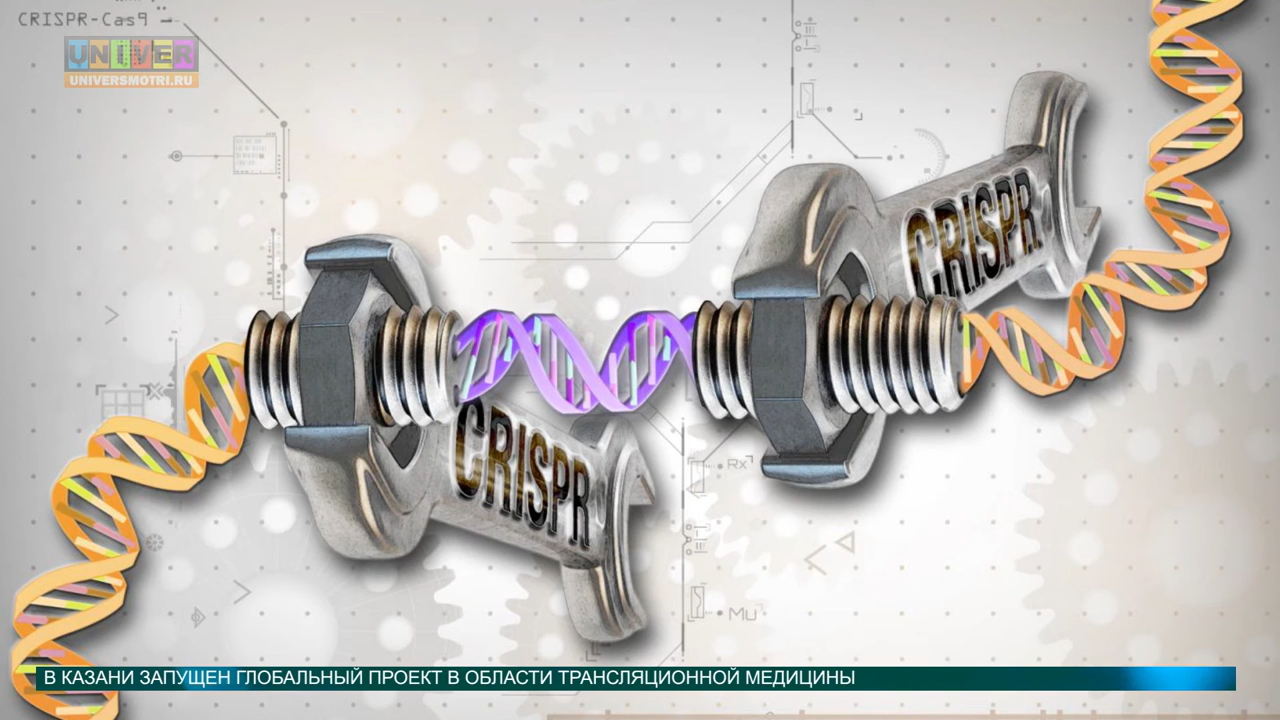 CRISPR-Cas9
UNIVER
UNIVERSMOTRI.RU
CRISPR
CRISPR
Rx
Mu
В КАЗАНИ ЗАПУЩЕН ГЛОБАЛЬНЫЙ ПРОЕКТ В ОБЛАСТИ ТРАНСЛЯЦИОННОЙ МЕДИЦИНЫ